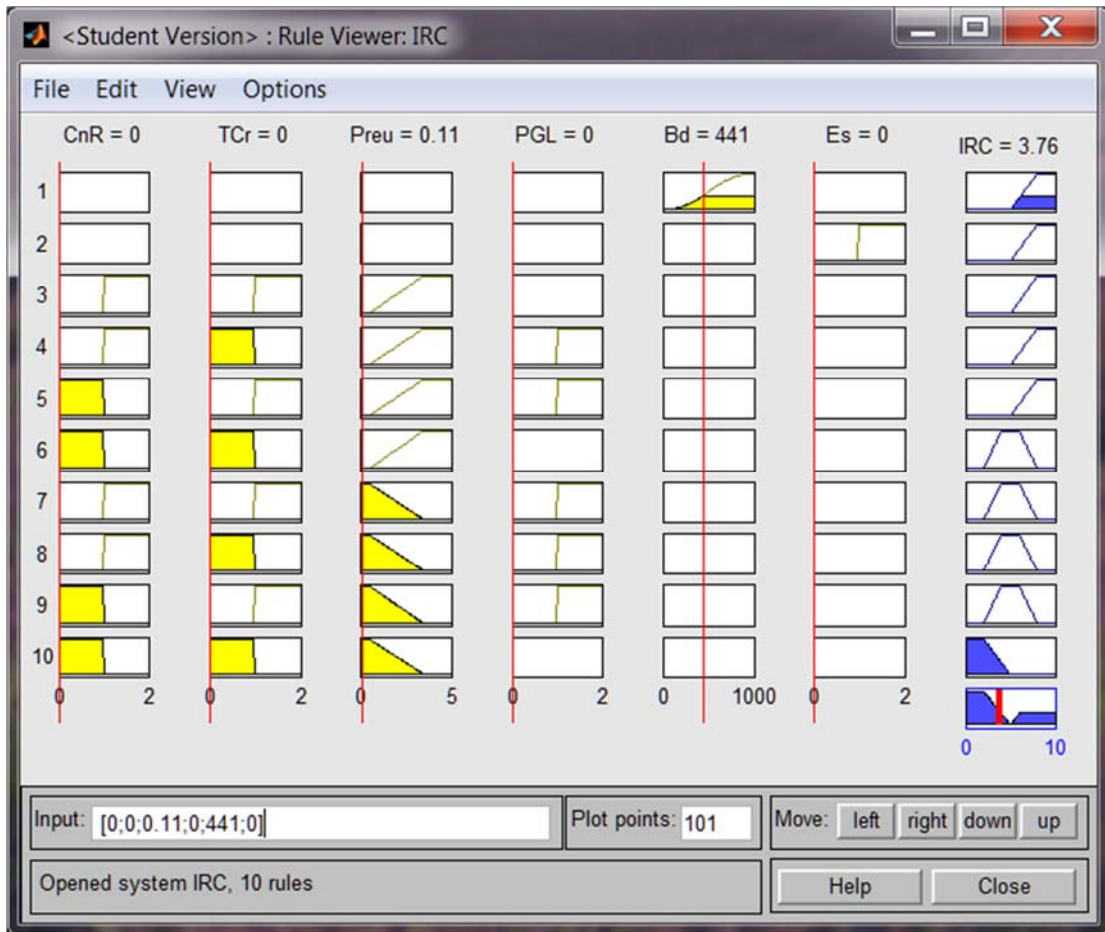 <Student Version> : Rule Viewer: IRC
File Edit View Options
CnR = 0 TCr = 0 Preu = 0.11 PGL = 0 Bd = 441 Es = 0 IRC = 3.76
1
2
3
4
5
6
7
8
9
10
0 2 0 2 0 5 0 2 0 1000 0 2
0 10
Input: [0;0;0.11;0;441;0] Plot points: 101 Move: left right down up
Opened system IRC, 10 rules Help Close